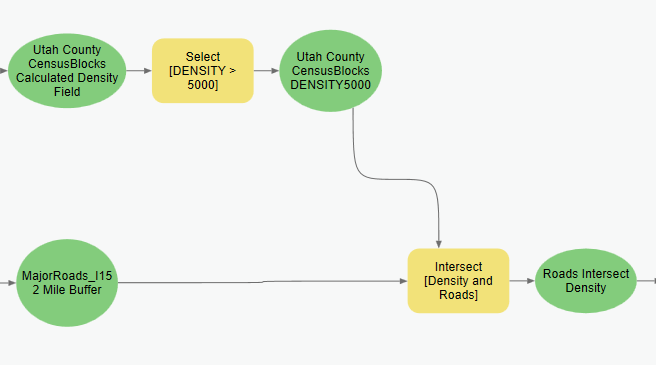 Utah County
CensusBlocks
Calculated Density
Field
Select
[DENSITY >
5000]
Utah County
CensusBlocks
DENSITY5000
MajorRoads_I15
2 Mile Buffer
Intersect
[Density and
Roads]
Roads Intersect
Density